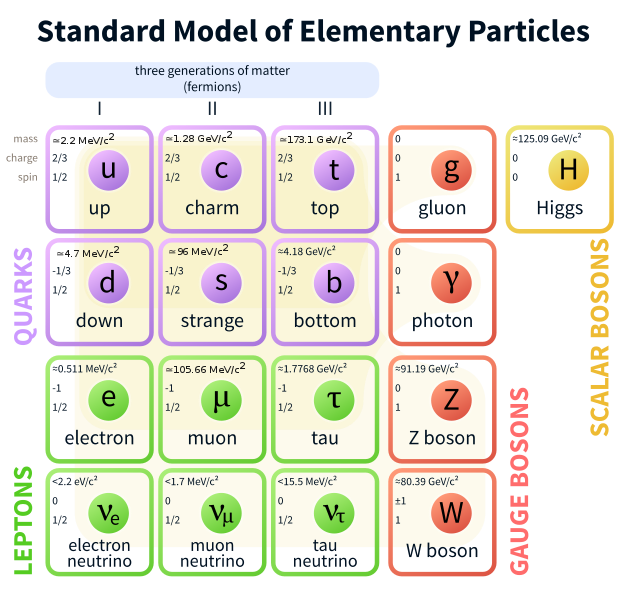 Standard Model of Elementary Particles
three generations of matter
(fermions)
I
II
III
mass
charge
spin
≃2.2 MeV/c²
2/3
1/2
u
up
≃1.28 GeV/c²
2/3
1/2
c
charm
≃173.1 GeV/c²
2/3
1/2
t
top
0
0
1
g
gluon
≃125.09 GeV/c²
0
0
H
Higgs
QUARKS
≃4.7 MeV/c²
-1/3
1/2
d
down
≃96 MeV/c²
-1/3
1/2
s
strange
≃4.18 GeV/c²
-1/3
1/2
b
bottom
0
0
1
γ
photon
SCALAR BOSONS
≃0.511 MeV/c²
-1
1/2
e
electron
≃105.66 MeV/c²
-1
1/2
μ
muon
≃1.7768 GeV/c²
-1
1/2
τ
tau
≃91.19 GeV/c²
0
1
Z
Z boson
GAUGE BOSONS
LEPTONS
<2.2 eV/c²
0
1/2
νe
electron
neutrino
<1.7 MeV/c²
0
1/2
νμ
muon
neutrino
<15.5 MeV/c²
0
1/2
ντ
tau
neutrino
≃80.39 GeV/c²
±1
1
W
W boson